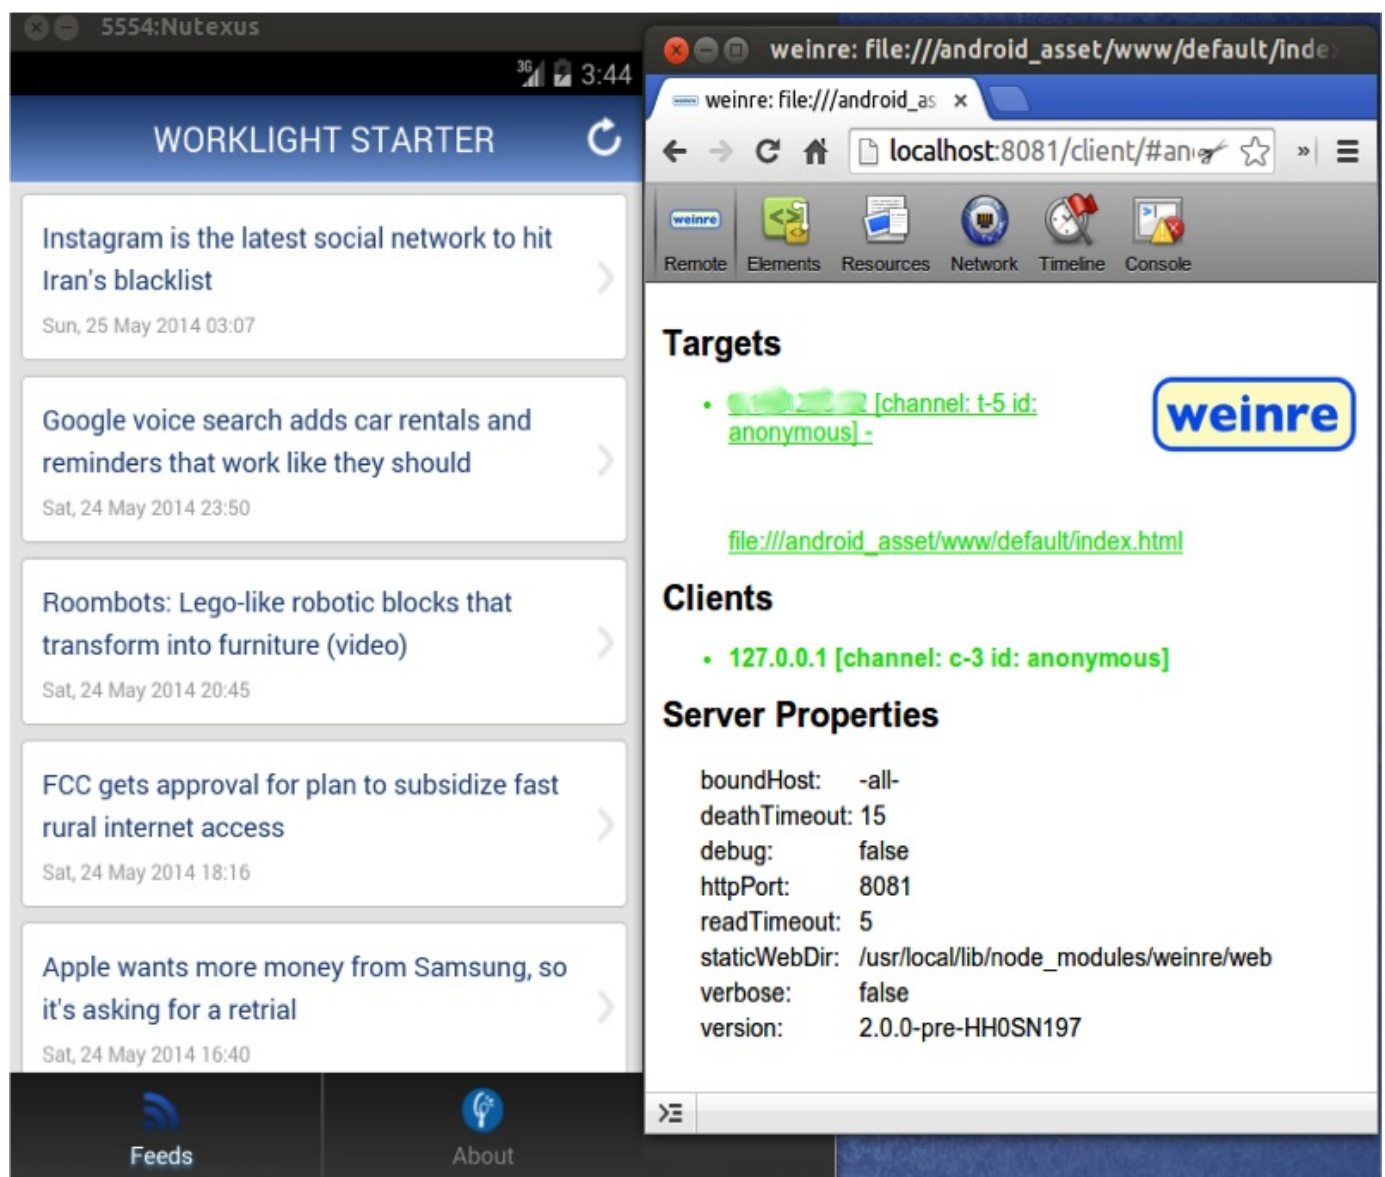 5554:Nutexus
3G 3:44
WORKLIGHT STARTER
Instagram is the latest social network to hit
Iran's blacklist
Sun, 25 May 2014 03:07
Google voice search adds car rentals and
reminders that work like they should
Sat, 24 May 2014 23:50
Roombots: Lego-like robotic blocks that
transform into furniture (video)
Sat, 24 May 2014 20:45
FCC gets approval for plan to subsidize fast
rural internet access
Sat, 24 May 2014 18:16
Apple wants more money from Samsung, so
it's asking for a retrial
Sat, 24 May 2014 16:40
Feeds About
weinre: file:///android_asset/www/default/inde
weinre: file:///android_as
localhost:8081/client/#an
weinre
Remote Elements Resources Network Timeline Console
Targets
[channel: t-5 id:
anonymous] -
weinre
file:///android_asset/www/default/index.html
Clients
127.0.0.1 [channel: c-3 id: anonymous]
Server Properties
boundHost: -all-
deathTimeout: 15
debug: false
httpPort: 8081
readTimeout: 5
staticWebDir: /usr/local/lib/node_modules/weinre/web
verbose: false
version: 2.0.0-pre-HH0SN197